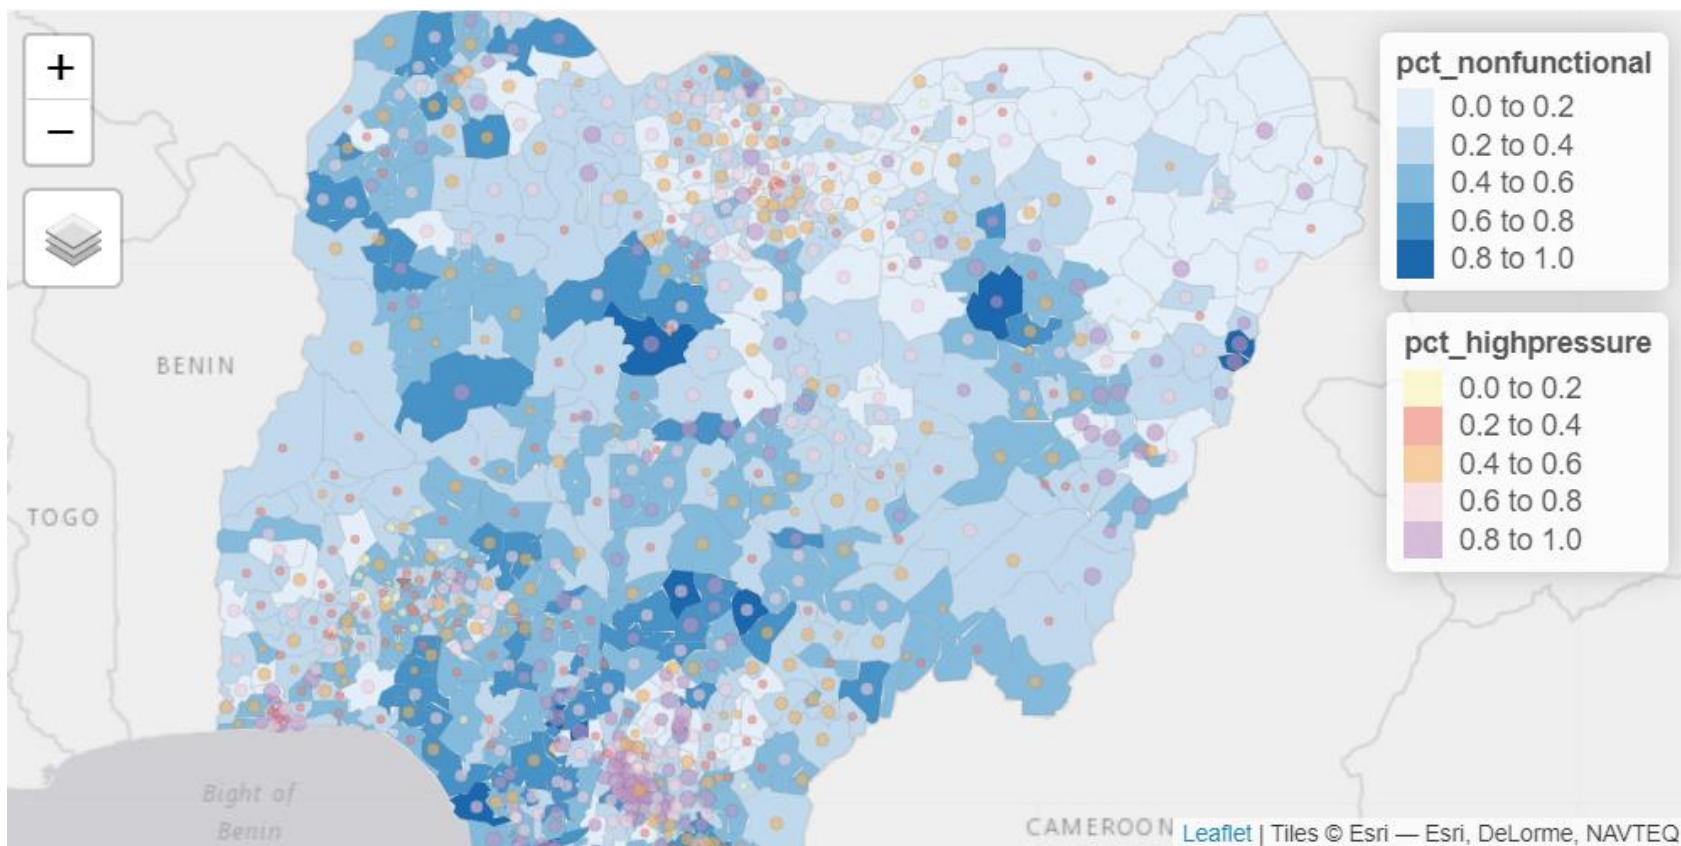 +
−
pct_nonfunctional
0.0 to 0.2
0.2 to 0.4
0.4 to 0.6
0.6 to 0.8
0.8 to 1.0
pct_highpressure
0.0 to 0.2
0.2 to 0.4
0.4 to 0.6
0.6 to 0.8
0.8 to 1.0
BENIN
TOGO
Bight of
Benin
CAMEROON
Leaflet | Tiles © Esri — Esri, DeLorme, NAVTEQ